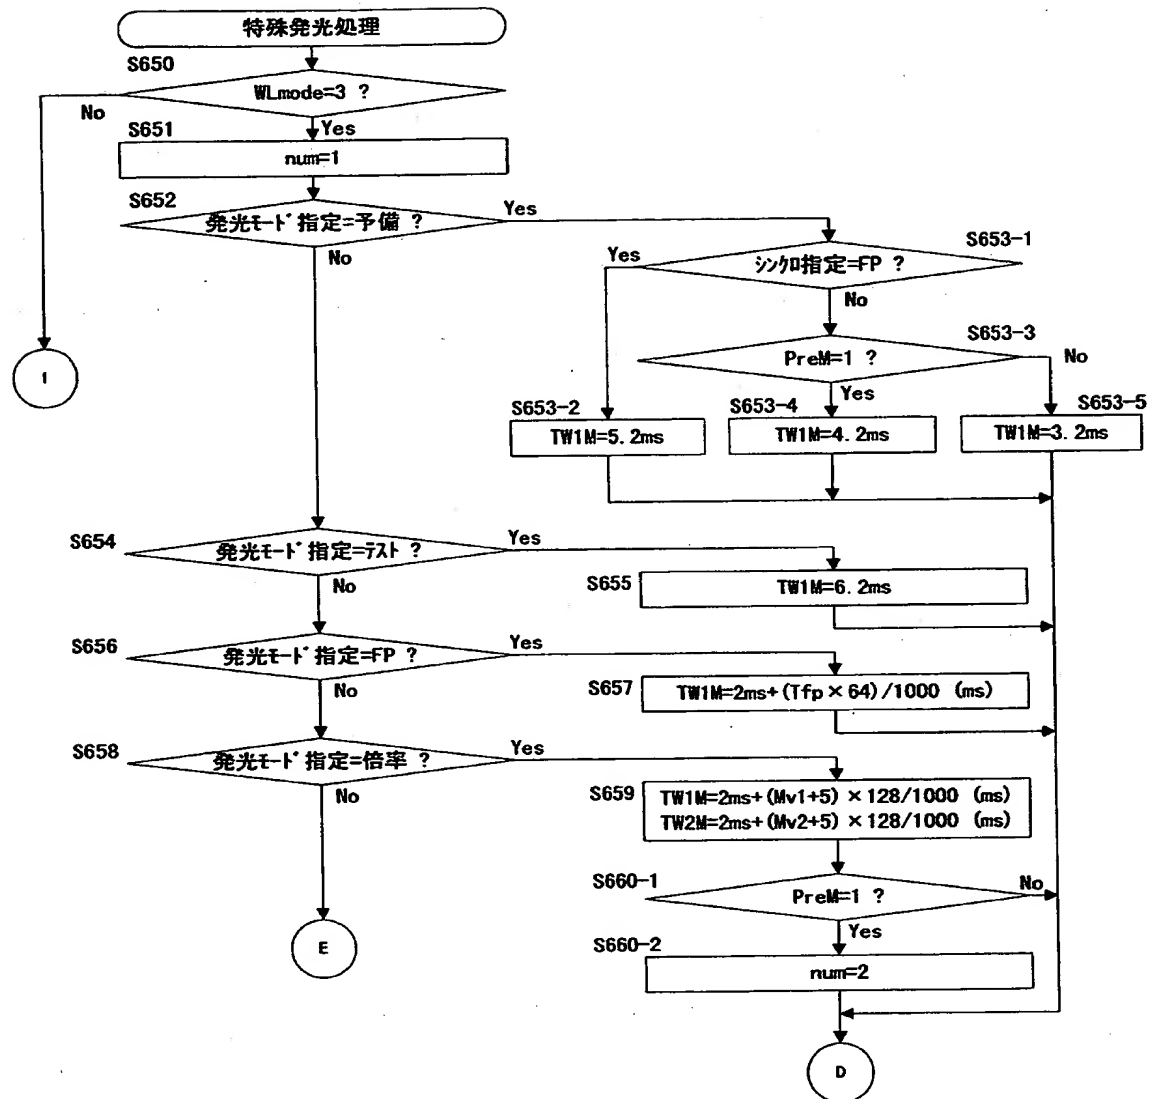 特殊発光処理
S650
WLmode=3 ?
No
Yes
S651
num=1
S652
発光ﾓｰﾄﾞ指定=予備 ?
Yes
No
S653-1
ｼﾝｸﾛ指定=FP ?
Yes
No
S653-3
PreM=1 ?
No
Yes
1
S653-2
TW1M=5.2ms
S653-4
TW1M=4.2ms
S653-5
TW1M=3.2ms
S654
発光ﾓｰﾄﾞ指定=ﾃｽﾄ ?
Yes
No
S655
TW1M=6.2ms
S656
発光ﾓｰﾄﾞ指定=FP ?
Yes
No
S657
TW1M=2ms+(Tfp×64)/1000 (ms)
S658
発光ﾓｰﾄﾞ指定=倍率 ?
Yes
No
S659
TW1M=2ms+(Mv1+5)×128/1000 (ms)
TW2M=2ms+(Mv2+5)×128/1000 (ms)
S660-1
PreM=1 ?
No
Yes
E
S660-2
num=2
D